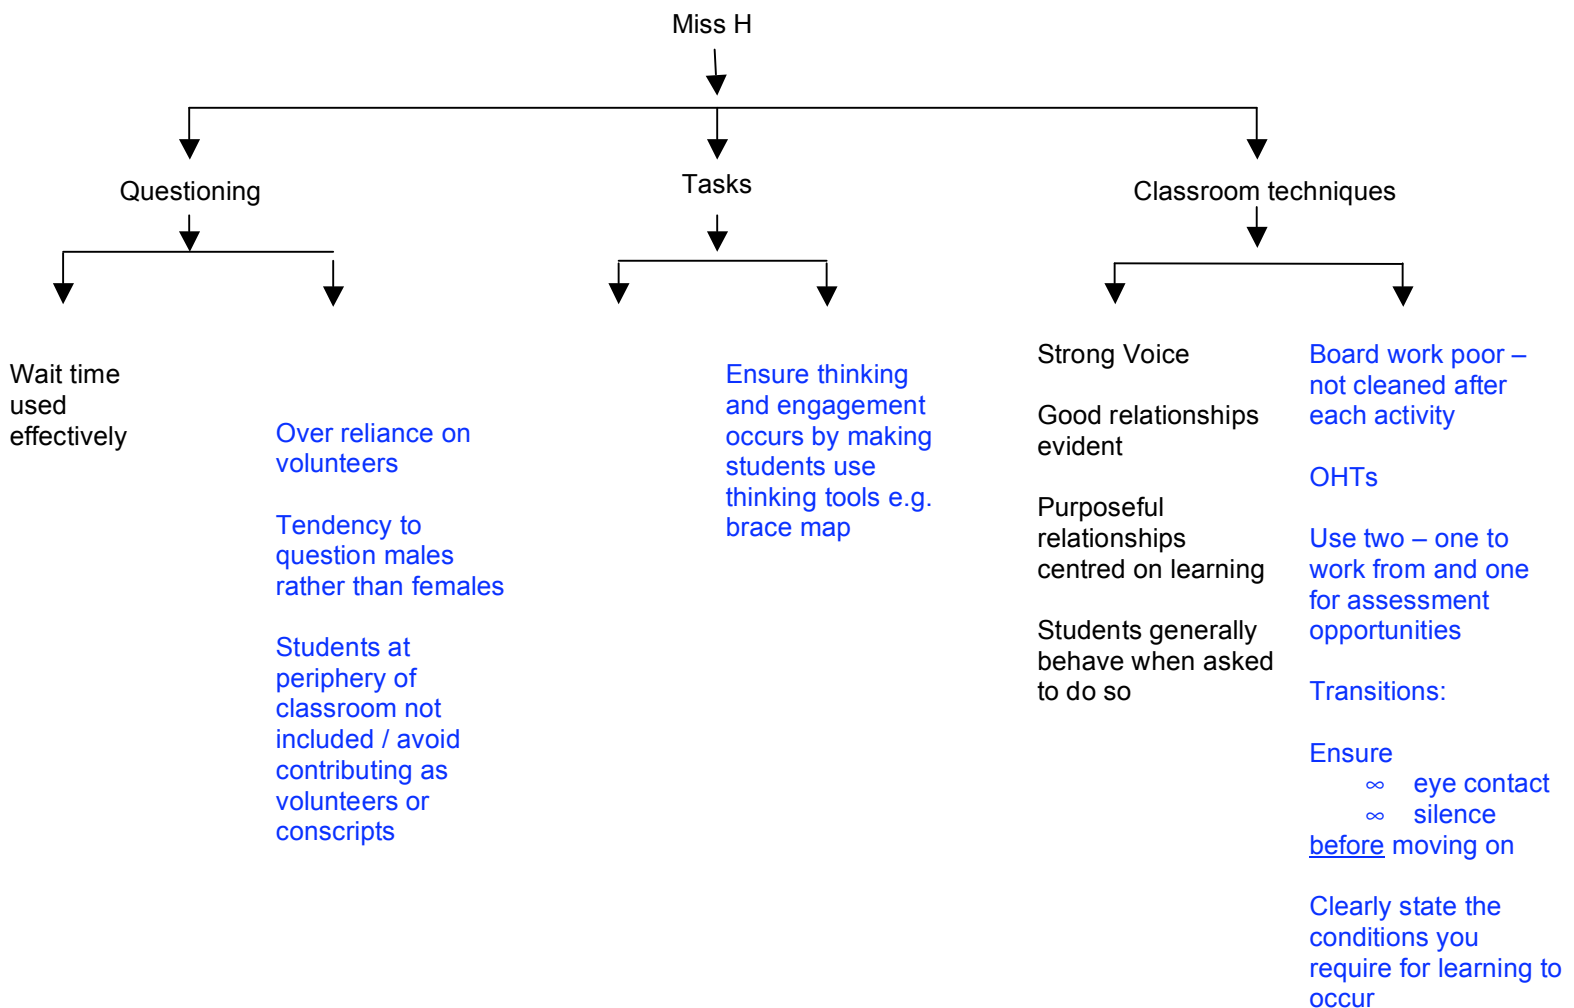 Miss H
Questioning
Tasks
Classroom techniques
Wait time
used
effectively
Over reliance on
volunteers
Tendency to
question males
rather than females
Students at
periphery of
classroom not
included / avoid
contributing as
volunteers or
conscripts
Ensure thinking
and engagement
occurs by making
students use
thinking tools e.g.
brace map
Strong Voice
Good relationships
evident
Purposeful
relationships
centred on learning
Students generally
behave when asked
to do so
Board work poor –
not cleaned after
each activity
OHTs
Use two – one to
work from and one
for assessment
opportunities
Transitions:
Ensure
∞ eye contact
∞ silence
before moving on
Clearly state the
conditions you
require for learning to
occur